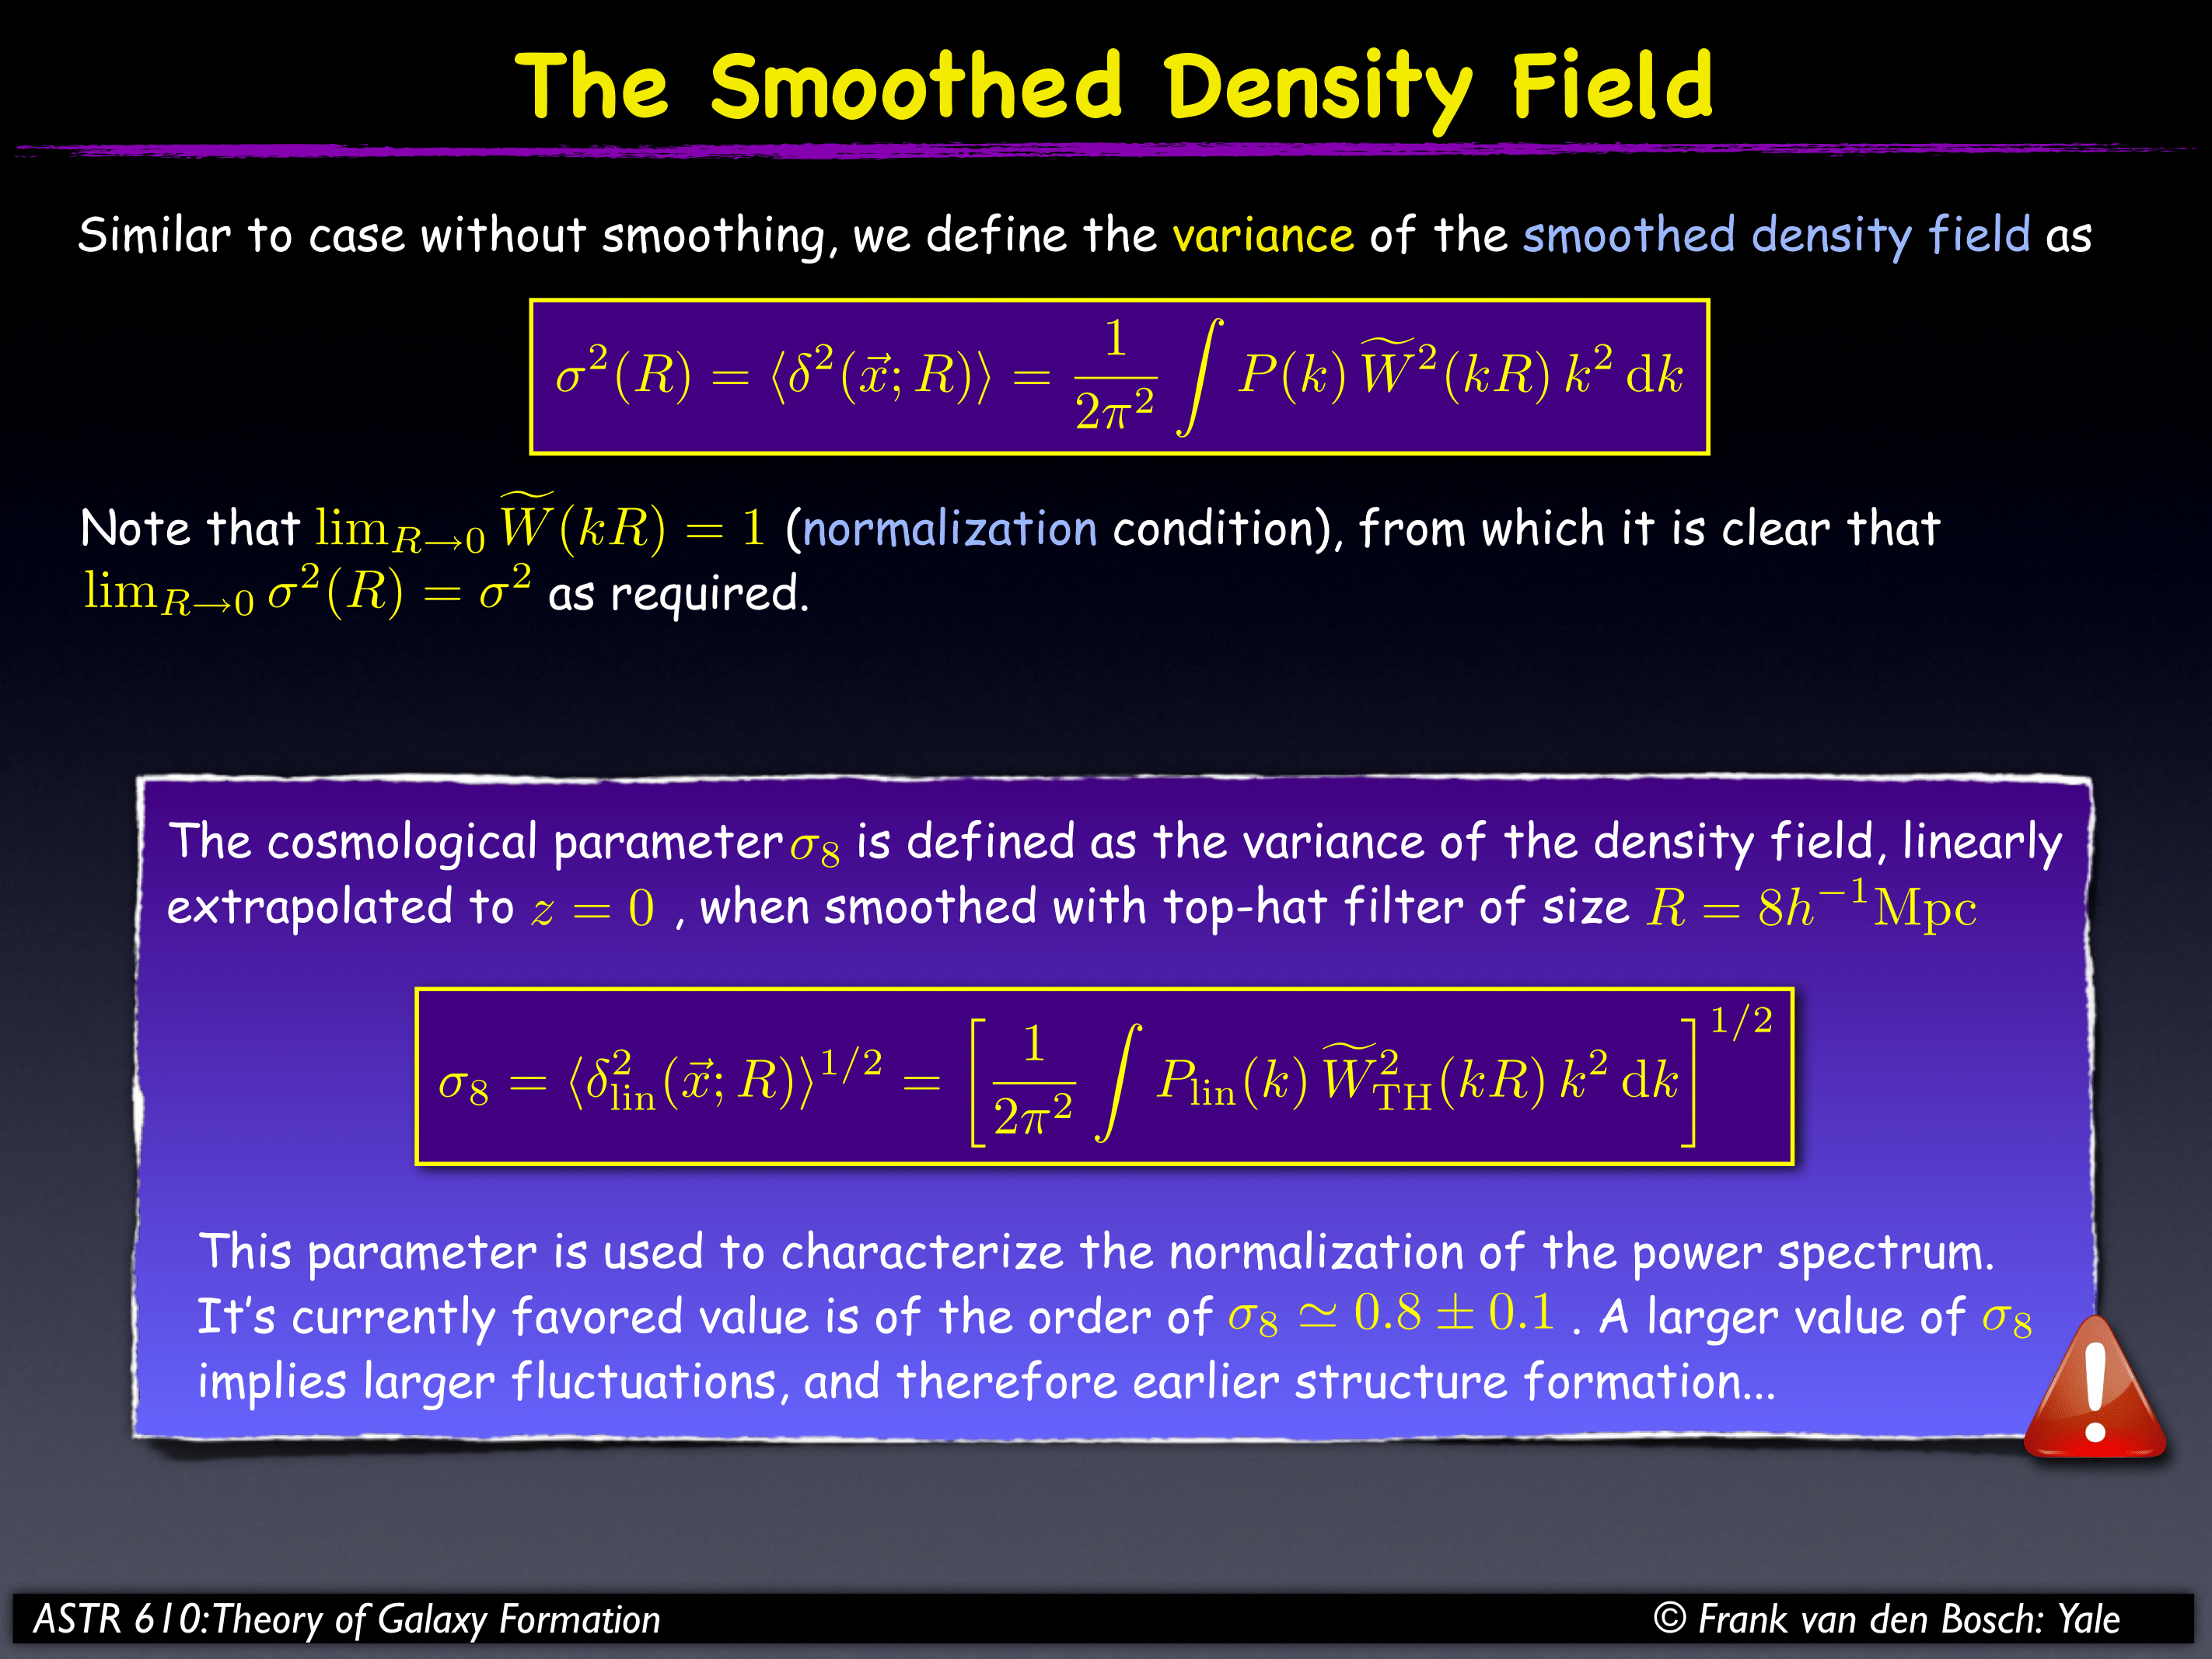 The Smoothed Density Field
Similar to case without smoothing, we define the variance of the smoothed density field as
$\sigma^2(R) = \langle \delta^2(\vec{x}; R) \rangle = \frac{1}{2\pi^2} \int P(k) \, \widetilde{W}^2(kR) \, k^2 \, \mathrm{d}k$
Note that $\lim_{R \to 0} \widetilde{W}(kR) = 1$ (normalization condition), from which it is clear that
$\lim_{R \to 0} \sigma^2(R) = \sigma^2$ as required.
The cosmological parameter $\sigma_8$ is defined as the variance of the density field, linearly
extrapolated to $z = 0$ , when smoothed with top-hat filter of size $R = 8h^{-1}\mathrm{Mpc}$
$\sigma_8 = \langle \delta^2_{\mathrm{lin}}(\vec{x}; R) \rangle^{1/2} = \left[ \frac{1}{2\pi^2} \int P_{\mathrm{lin}}(k) \, \widetilde{W}^2_{\mathrm{TH}}(kR) \, k^2 \, \mathrm{d}k \right]^{1/2}$
This parameter is used to characterize the normalization of the power spectrum.
It's currently favored value is of the order of $\sigma_8 \simeq 0.8 \pm 0.1$ . A larger value of $\sigma_8$
implies larger fluctuations, and therefore earlier structure formation...
ASTR 610:Theory of Galaxy Formation
© Frank van den Bosch: Yale